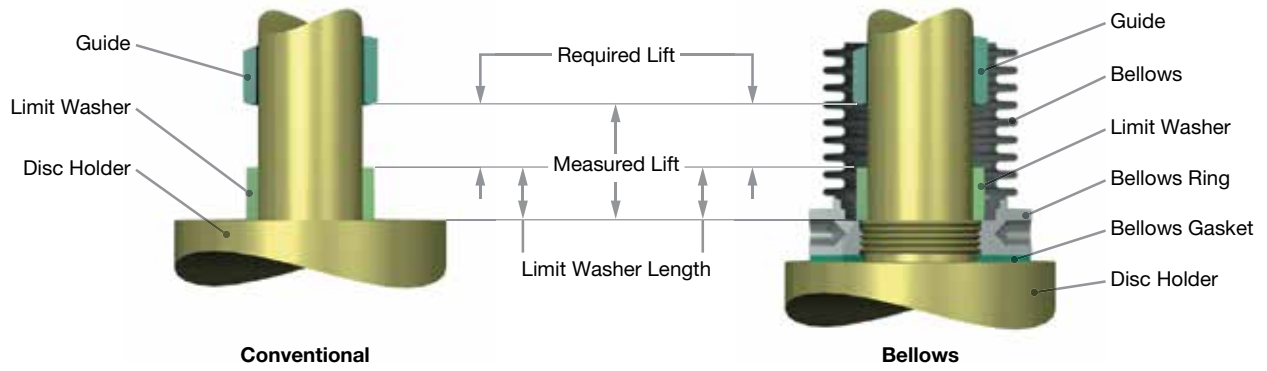 Guide
Limit Washer
Disc Holder
Required Lift
Measured Lift
Limit Washer Length
Guide
Bellows
Limit Washer
Bellows Ring
Bellows Gasket
Disc Holder
Conventional
Bellows